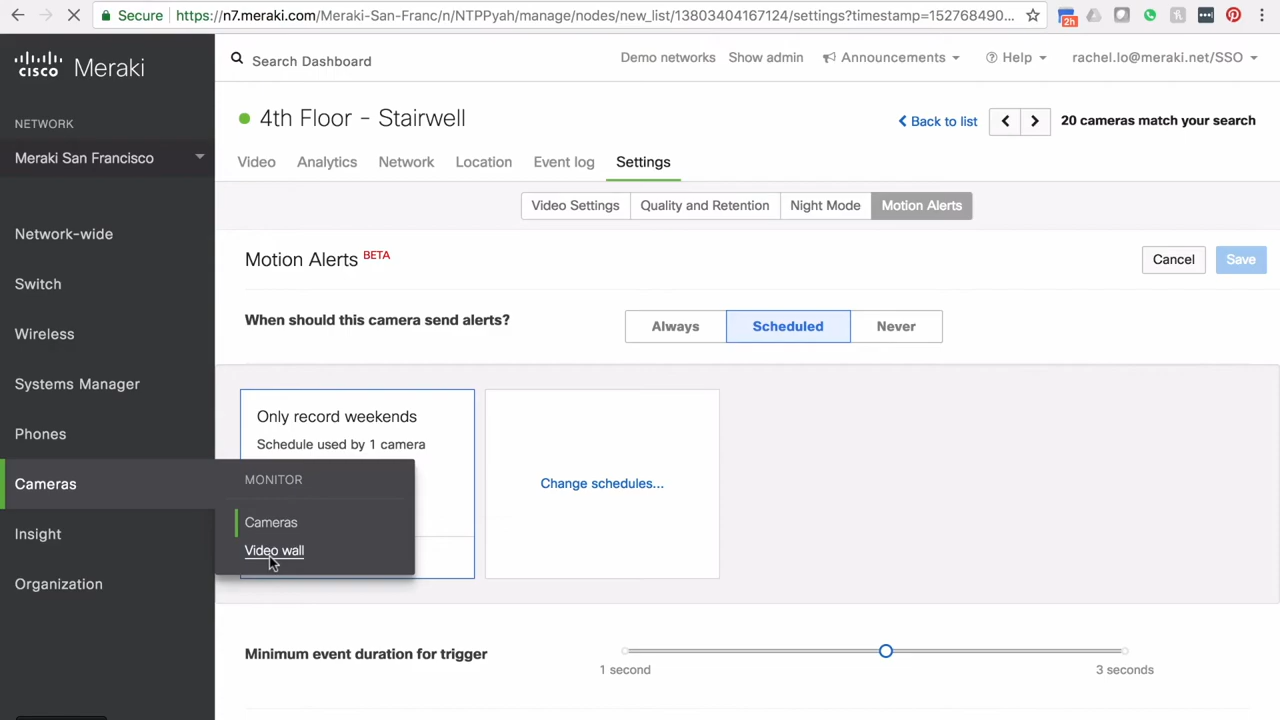 Secure
https://n7.meraki.com/Meraki-San-Franc/n/NTPPyah/manage/nodes/new_list/13803404167124/settings?timestamp=152768490...
2h
cisco Meraki
Search Dashboard
Demo networks
Show admin
Announcements
Help
rachel.lo@meraki.net/SSO
NETWORK
Meraki San Francisco
4th Floor - Stairwell
Back to list
20 cameras match your search
Video
Analytics
Network
Location
Event log
Settings
Video Settings
Quality and Retention
Night Mode
Motion Alerts
Network-wide
Switch
Wireless
Systems Manager
Phones
Cameras
Insight
Organization
Motion Alerts BETA
Cancel
Save
When should this camera send alerts?
Always
Scheduled
Never
Only record weekends
Schedule used by 1 camera
Change schedules...
MONITOR
Cameras
Video wall
Minimum event duration for trigger
1 second
3 seconds